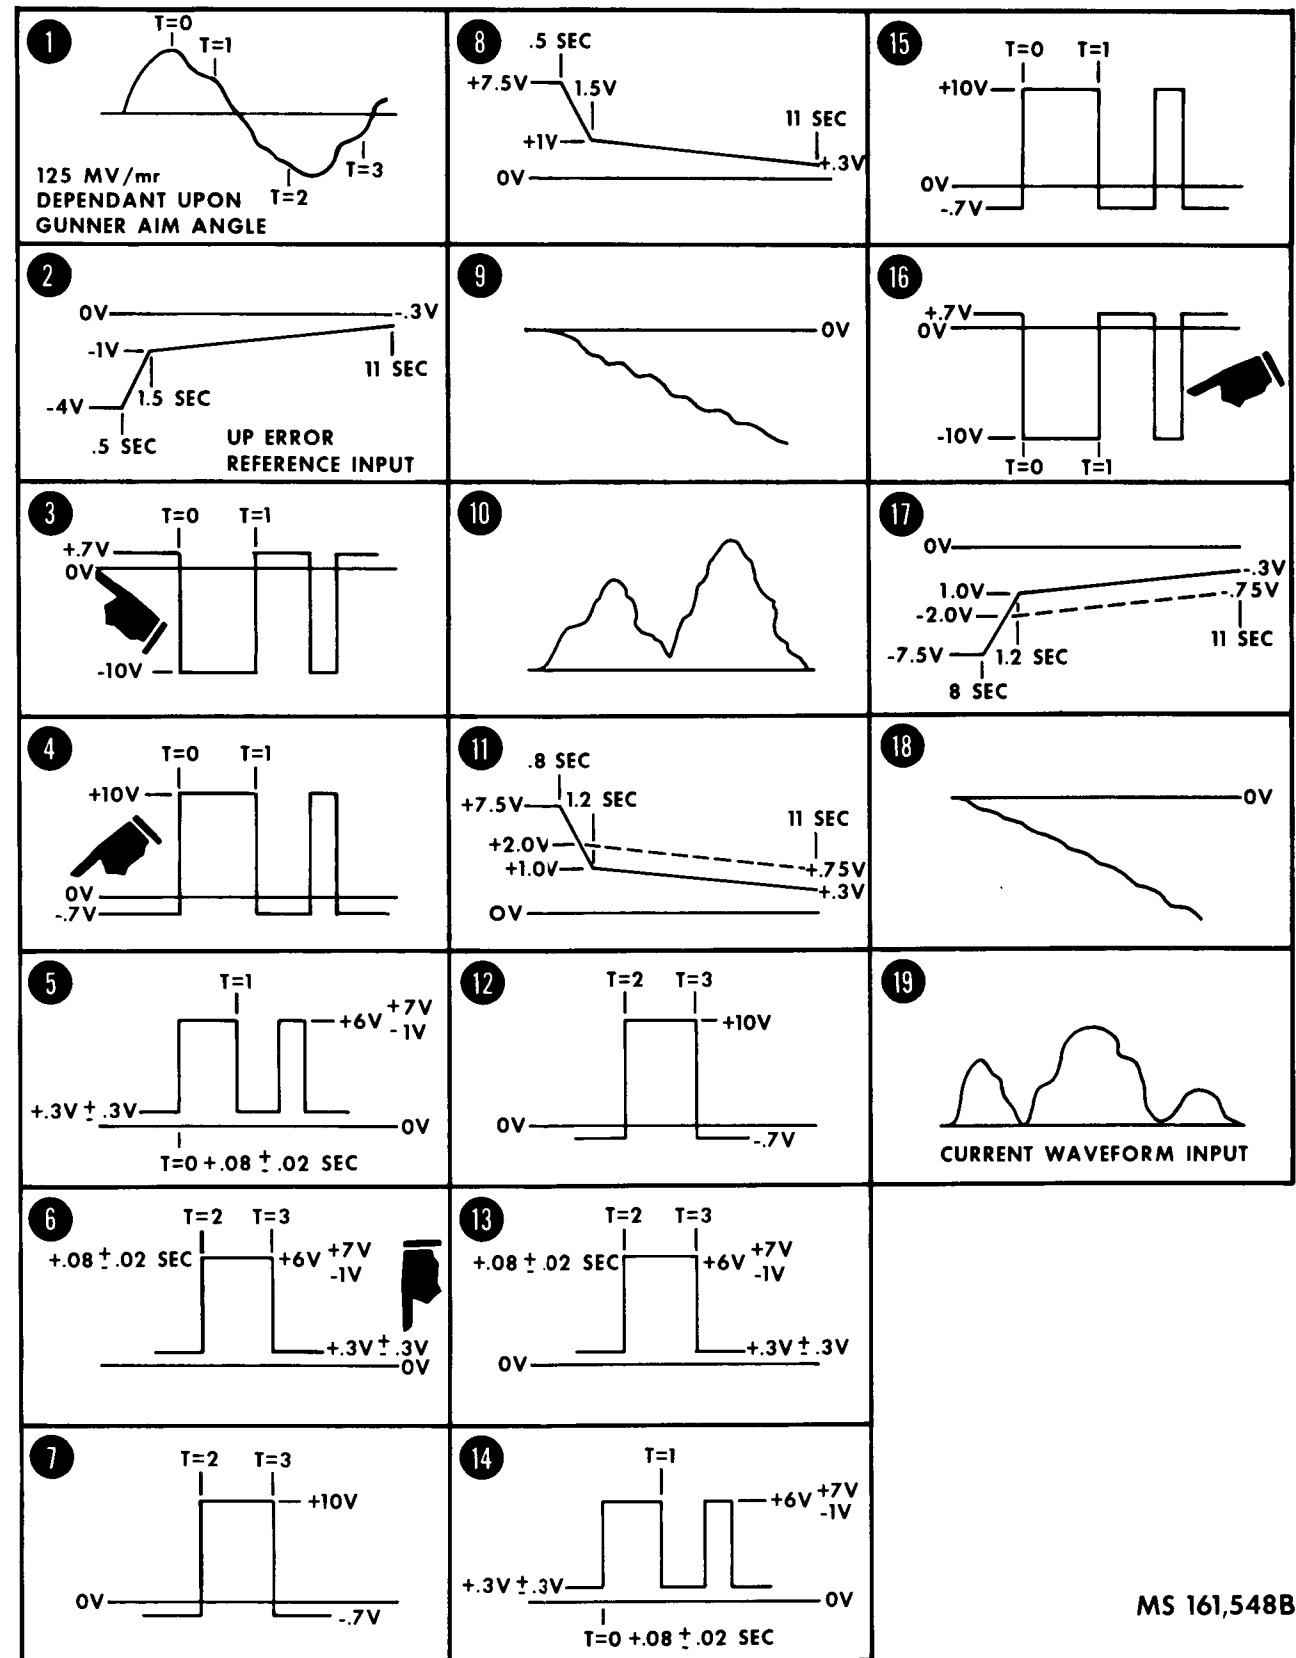 1
T=0
T=1
T=2
T=3
125 MV/mr
DEPENDANT UPON
GUNNER AIM ANGLE
2
0V
-.3V
-1V
11 SEC
1.5 SEC
-4V
.5 SEC
UP ERROR
REFERENCE INPUT
3
T=0 T=1
+.7V
0V
-10V
4
T=0 T=1
+10V
0V
-.7V
5
T=1
+6V +7V
-1V
+.3V ± .3V
0V
T=0 +.08 ± .02 SEC
6
T=2 T=3
+.08 ± .02 SEC
+6V +7V
-1V
+.3V ± .3V
0V
7
T=2 T=3
+10V
0V
-.7V
8
.5 SEC
+7.5V
1.5V
11 SEC
+1V
+.3V
0V
9
0V
10
11
.8 SEC
+7.5V
1.2 SEC
11 SEC
+2.0V
+1.0V
+.75V
+.3V
0V
12
T=2 T=3
+10V
0V
-.7V
13
T=2 T=3
+.08 ± .02 SEC
+6V +7V
-1V
+.3V ± .3V
0V
14
T=1
+6V +7V
-1V
+.3V ± .3V
0V
T=0 +.08 ± .02 SEC
15
T=0 T=1
+10V
0V
-.7V
16
+.7V
0V
-10V
T=0 T=1
17
0V
-.3V
1.0V
-.75V
-2.0V
11 SEC
-7.5V
1.2 SEC
8 SEC
18
0V
19
CURRENT WAVEFORM INPUT
MS 161,548B